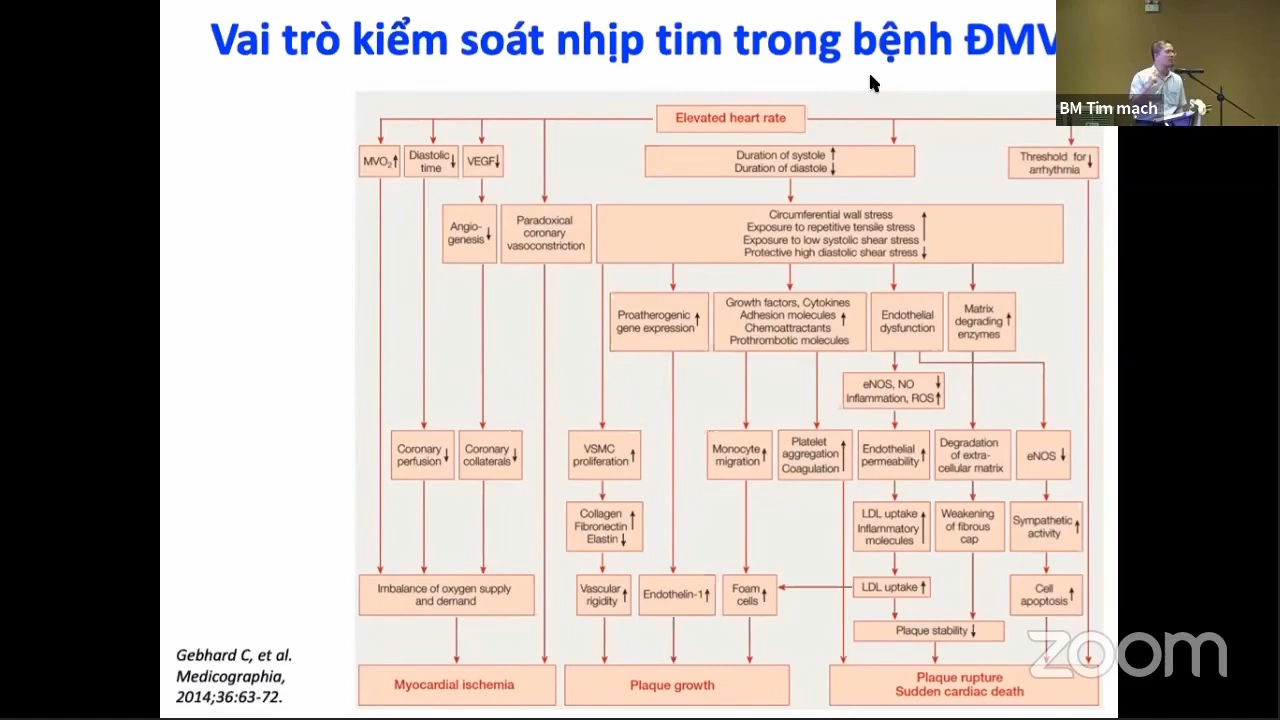 Vai trò kiểm soát nhịp tim trong bệnh ĐMV
BM Tim mach
Elevated heart rate
MVO₂↑
Diastolic
time ↓
VEGF↓
Duration of systole ↑
Duration of diastole ↓
Threshold for
arrhythmia ↓
Angio-
genesis ↓
Paradoxical
coronary
vasoconstriction
Circumferential wall stress
Exposure to repetitive tensile stress
Exposure to low systolic shear stress ↑
Protective high diastolic shear stress ↓
Proatherogenic
gene expression ↑
Growth factors, Cytokines
Adhesion molecules
Chemoattractants ↑
Prothrombotic molecules
Endothelial
dysfunction
Matrix
degrading
enzymes ↑
eNOS, NO ↓
Inflammation, ROS ↑
Coronary
perfusion ↓
Coronary
collaterals ↓
VSMC
proliferation ↑
Monocyte
migration ↑
Platelet
aggregation
Coagulation ↑
Endothelial
permeability ↑
Degradation
of extra-
cellular matrix
eNOS ↓
Collagen
Fibronectin ↑
Elastin ↓
LDL uptake
Inflammatory
molecules ↑
Weakening
of fibrous
cap
Sympathetic
activity ↑
Imbalance of oxygen supply
and demand
Vascular
rigidity ↑
Endothelin-1 ↑
Foam
cells ↑
LDL uptake ↑
Cell
apoptosis ↑
Plaque stability ↓
Gebhard C, et al.
Medicographia,
2014;36:63-72.
Myocardial ischemia
Plaque growth
Plaque rupture
Sudden cardiac death
zoom